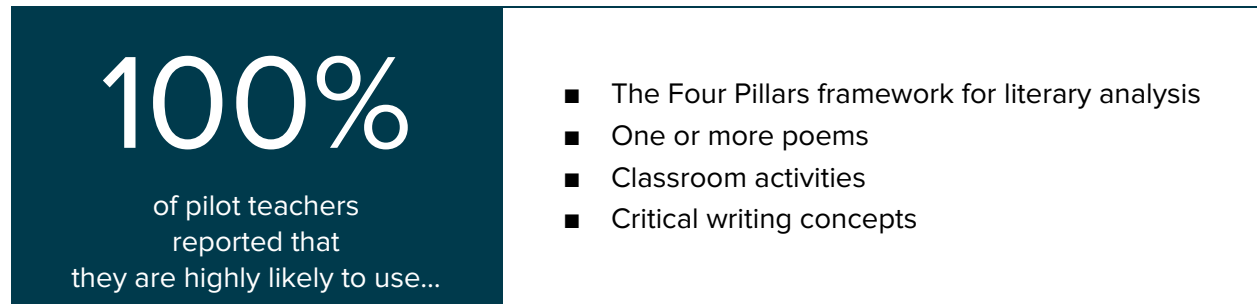 100%
of pilot teachers
reported that
they are highly likely to use...
■ The Four Pillars framework for literary analysis
■ One or more poems
■ Classroom activities
■ Critical writing concepts